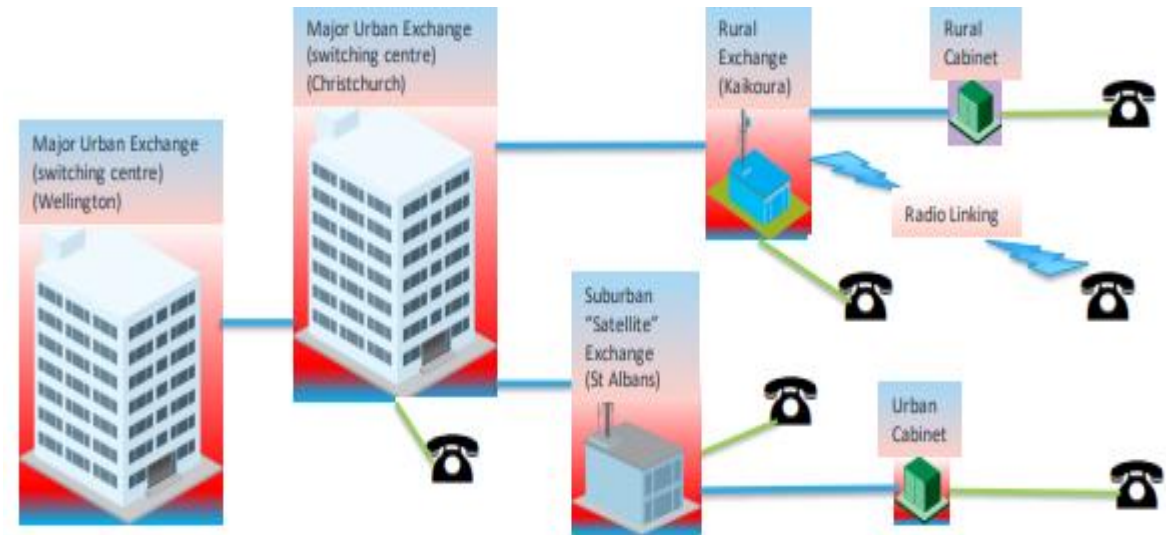 Major Urban Exchange
(switching centre)
(Wellington)
Major Urban Exchange
(switching centre)
(Christchurch)
Rural
Exchange
(Kaikoura)
Rural
Cabinet
Radio Linking
Suburban
"Satellite"
Exchange
(St Albans)
Urban
Cabinet